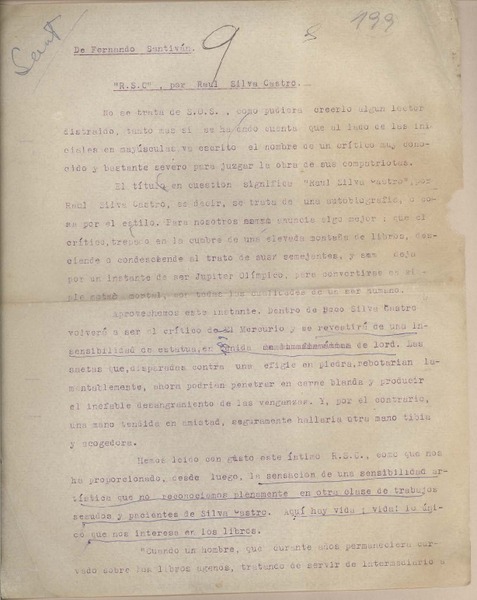 Sant
9
8 199
De Fernando Santiván.
"R.S.C", por Raúl Silva Castro.
No se trata de S.O.S., como pudiera creerlo algún lector
distraído, tanto más si se ha dado cuenta que al lado de las ini-
ciales en mayúsculas va escrito el nombre de un crítico muy cono-
cido y bastante severo para juzgar la obra de sus compatriotas.
El título en cuestión significa "Raúl Silva Castro", por
Raúl Silva Castro, es decir, se trata de una autobiografía, o cosa
por el estilo. Para nosotros anuncia algo mejor: que el
crítico, trepado en la cumbre de una elevada montaña de libros, des-
ciende o condesciende al trato de sus semejantes, y deja
por un instante de ser Júpiter Olímpico, para convertirse en sim-
ple mortal, con todas las cualidades de un ser humano.
Aprovechemos este instante. Dentro de poco Silva Castro
volverá a ser el crítico de El Mercurio y se revestirá de una in-
sensibilidad de estatua, en de lord. Las
saetas que, disparadas contra una efigie en piedra, rebotarían la-
mentablemente, ahora podrían penetrar en carne blanda y producir
el inefable desangramiento de las venganzas. Y, por el contrario,
una mano tendida en amistad, seguramente hallaría otra mano tibia
y acogedora.
Hemos leído con gusto este íntimo R.S.C., como que nos
ha proporcionado, desde luego, la sensación de una sensibilidad ar-
tística que no reconocíamos plenamente en otra clase de trabajos
sesudos y pacientes de Silva Castro. Aquí hay vida ¡ vida! lo úni-
co que nos interesa en los libros.
"Cuando un hombre, que durante años permaneciera cur-
vado sobre los libros ajenos, tratando de servir de intermediario e